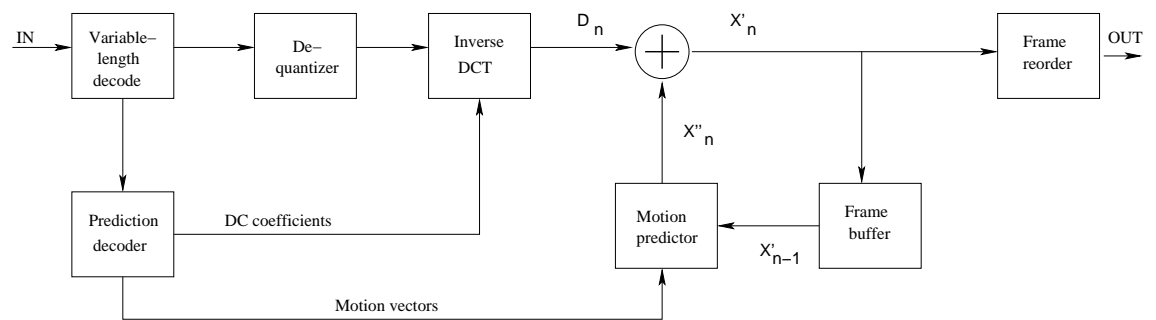 IN
Variable–
length
decode
De–
quantizer
Inverse
DCT
D n
X' n
Frame
reorder
OUT
X'' n
Prediction
decoder
DC coefficients
Motion
predictor
Frame
buffer
X' n–1
Motion vectors